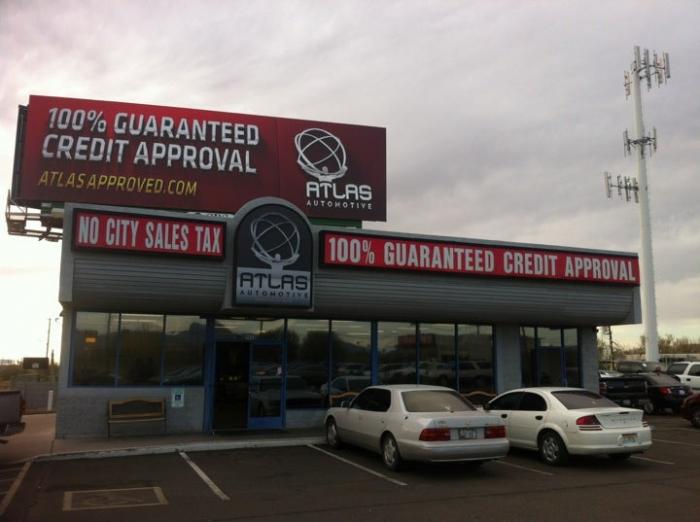 100% GUARANTEED
CREDIT APPROVAL
ATLASAPPROVED.COM
ATLAS
AUTOMOTIVE
NO CITY SALES TAX
ATLAS
AUTOMOTIVE
100% GUARANTEED CREDIT APPROVAL